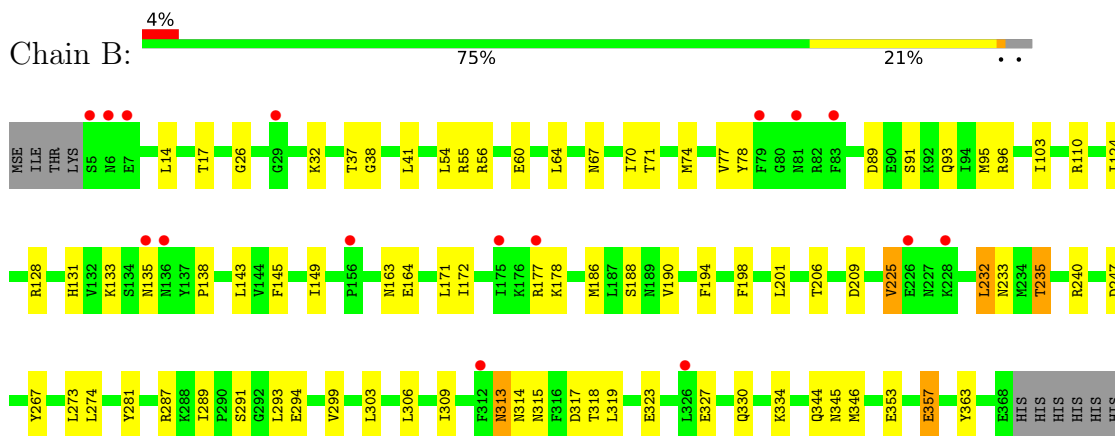 4%
Chain B:
75% 21% • •
MSE ILE THR LYS S5 N6 E7 L14 T17 G26 G29 K32 T37 G38 L41 L54 R55 R56 E60 L64 N67 I70 T71 M74 V77 Y78 F79 G80 N81 R82 F83 D89 E90 S91 K92 Q93 I94 M95 R96 I103 R110
R128 H131 V132 K133 S134 N135 N136 Y137 P138 L143 V144 F145 I149 P156 N163 E164 L171 I172 I175 K176 R177 K178 M186 L187 S188 N189 V190 F194 F198 L201 T206 D209 V225 E226 N227 K228 L232 N233 M234 T235 R240
Y267 L273 L274 Y281 R287 K288 I289 P290 S291 G292 L293 E294 V299 L303 L306 I309 F312 N313 N314 N315 F316 D317 T318 L319 E323 L326 E327 Q330 K334 Q344 N345 M346 E353 E357 Y363 E368 HIS HIS HIS HIS HIS HIS